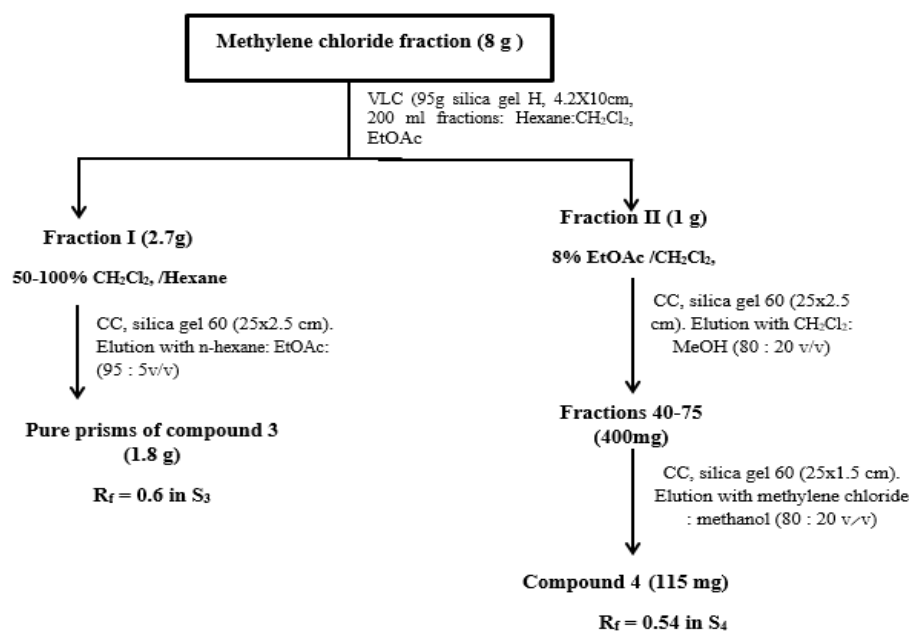 Methylene chloride fraction (8 g )
VLC (95g silica gel H, 4.2X10cm,
200 ml fractions: Hexane:CH₂Cl₂,
EtOAc
Fraction I (2.7g)
50-100% CH₂Cl₂, /Hexane
CC, silica gel 60 (25x2.5 cm).
Elution with n-hexane: EtOAc:
(95 : 5v/v)
Pure prisms of compound 3
(1.8 g)
R_f = 0.6 in S₃
Fraction II (1 g)
8% EtOAc /CH₂Cl₂,
CC, silica gel 60 (25x2.5
cm). Elution with CH₂Cl₂:
MeOH (80 : 20 v/v)
Fractions 40-75
(400mg)
CC, silica gel 60 (25x1.5 cm).
Elution with methylene chloride
: methanol (80 : 20 v/v)
Compound 4 (115 mg)
R_f = 0.54 in S₄